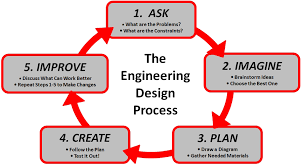 1. ASK
• What are the Problems?
• What are the Constraints?
2. IMAGINE
• Brainstorm Ideas
• Choose the Best One
3. PLAN
• Draw a Diagram
• Gather Needed Materials
4. CREATE
• Follow the Plan
• Test It Out!
5. IMPROVE
• Discuss What Can Work Better
• Repeat Steps 1-5 to Make Changes
The
Engineering
Design
Process